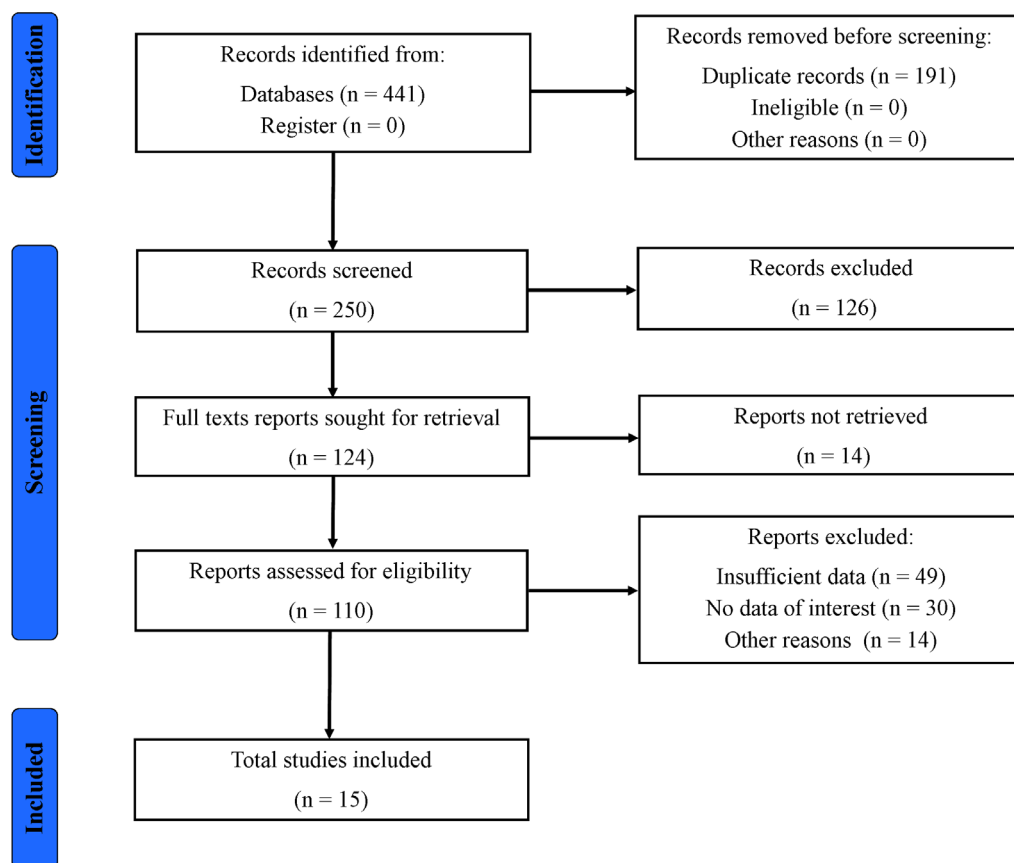 Identification
Records identified from:
Databases (n = 441)
Register (n = 0)
Records removed before screening:
Duplicate records (n = 191)
Ineligible (n = 0)
Other reasons (n = 0)
Screening
Records screened
(n = 250)
Records excluded
(n = 126)
Full texts reports sought for retrieval
(n = 124)
Reports not retrieved
(n = 14)
Reports assessed for eligibility
(n = 110)
Reports excluded:
Insufficient data (n = 49)
No data of interest (n = 30)
Other reasons (n = 14)
Included
Total studies included
(n = 15)